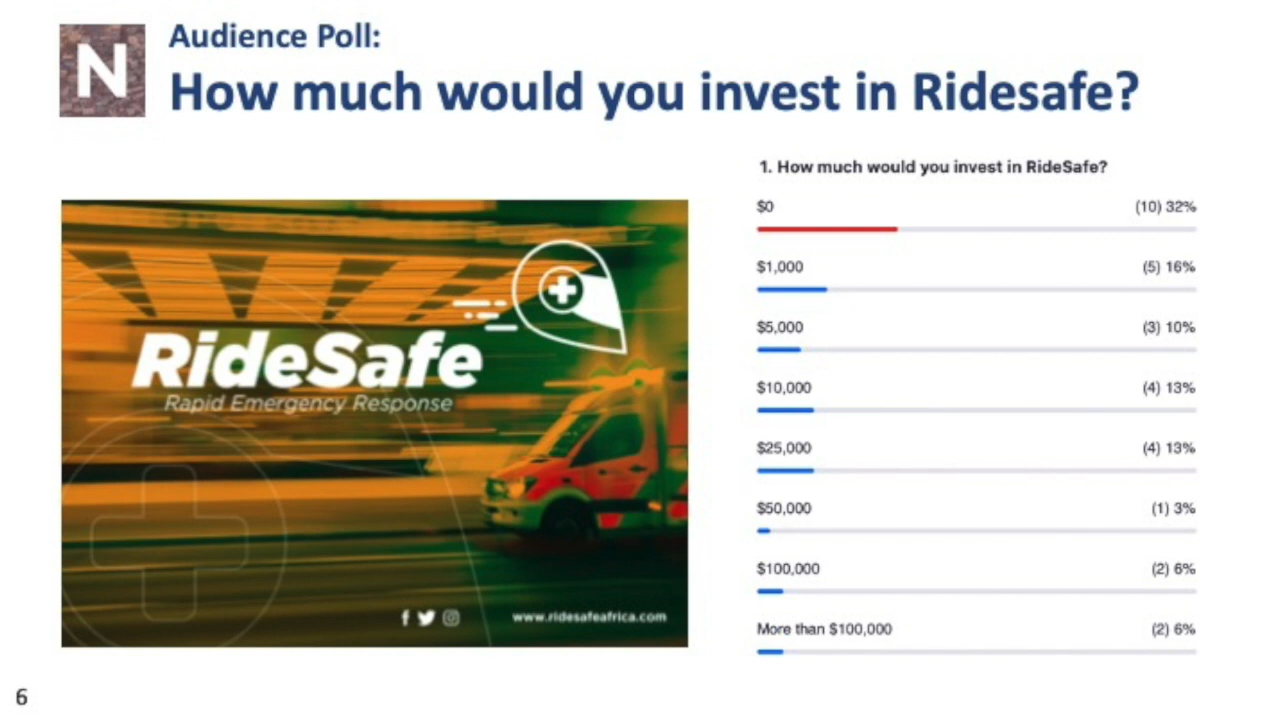 N
Audience Poll:
How much would you invest in Ridesafe?
RideSafe
Rapid Emergency Response
f
www.ridesafeafrica.com
1. How much would you invest in RideSafe?
$0 (10) 32%
$1,000 (5) 16%
$5,000 (3) 10%
$10,000 (4) 13%
$25,000 (4) 13%
$50,000 (1) 3%
$100,000 (2) 6%
More than $100,000 (2) 6%
6